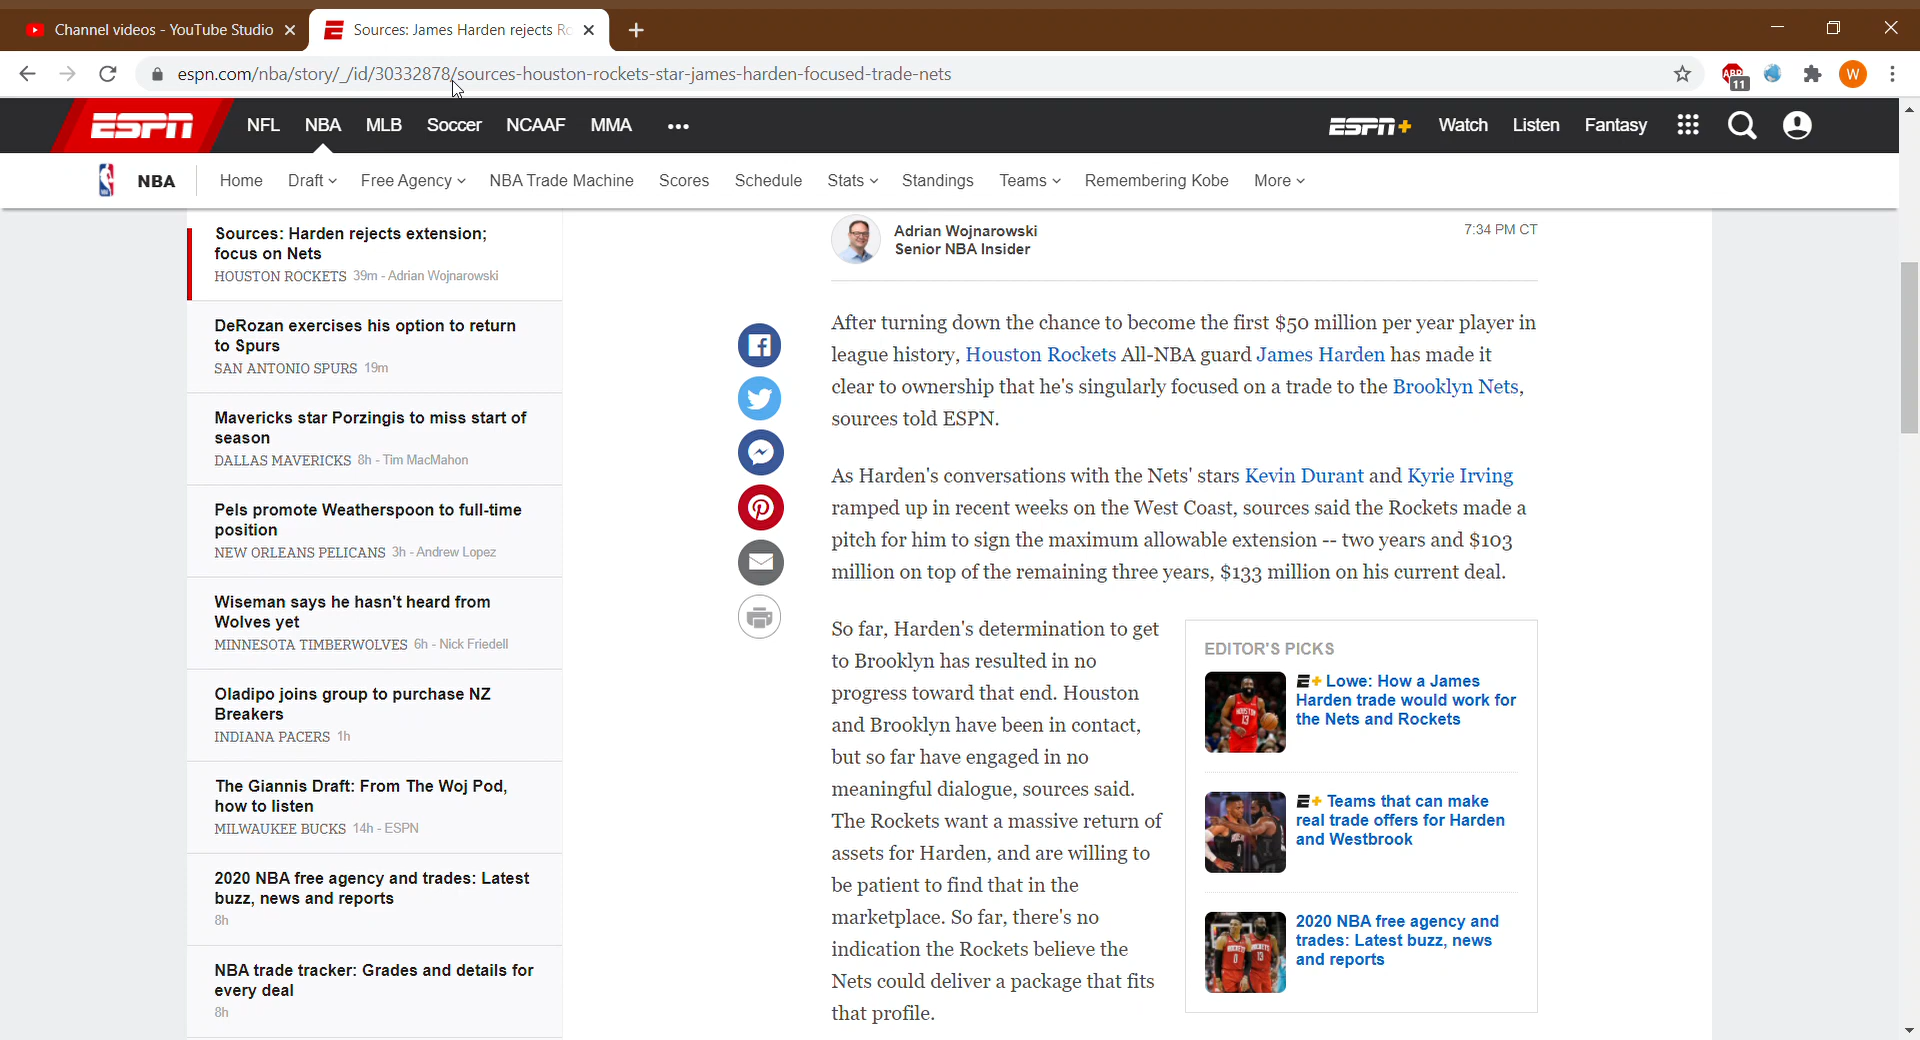 Channel videos - YouTube Studio
Sources: James Harden rejects Ro
espn.com/nba/story/_/id/30332878/sources-houston-rockets-star-james-harden-focused-trade-nets
ABP
11
W
ESPN
NFL NBA MLB Soccer NCAAF MMA
ESPN+ Watch Listen Fantasy
NBA Home Draft Free Agency NBA Trade Machine Scores Schedule Stats Standings Teams Remembering Kobe More
Sources: Harden rejects extension;
focus on Nets
HOUSTON ROCKETS 39m - Adrian Wojnarowski
DeRozan exercises his option to return
to Spurs
SAN ANTONIO SPURS 19m
Mavericks star Porzingis to miss start of
season
DALLAS MAVERICKS 8h - Tim MacMahon
Pels promote Weatherspoon to full-time
position
NEW ORLEANS PELICANS 3h - Andrew Lopez
Wiseman says he hasn't heard from
Wolves yet
MINNESOTA TIMBERWOLVES 6h - Nick Friedell
Oladipo joins group to purchase NZ
Breakers
INDIANA PACERS 1h
The Giannis Draft: From The Woj Pod,
how to listen
MILWAUKEE BUCKS 14h - ESPN
2020 NBA free agency and trades: Latest
buzz, news and reports
8h
NBA trade tracker: Grades and details for
every deal
8h
Adrian Wojnarowski
Senior NBA Insider
7:34 PM CT
After turning down the chance to become the first $50 million per year player in
league history, Houston Rockets All-NBA guard James Harden has made it
clear to ownership that he's singularly focused on a trade to the Brooklyn Nets,
sources told ESPN.
As Harden's conversations with the Nets' stars Kevin Durant and Kyrie Irving
ramped up in recent weeks on the West Coast, sources said the Rockets made a
pitch for him to sign the maximum allowable extension -- two years and $103
million on top of the remaining three years, $133 million on his current deal.
So far, Harden's determination to get
to Brooklyn has resulted in no
progress toward that end. Houston
and Brooklyn have been in contact,
but so far have engaged in no
meaningful dialogue, sources said.
The Rockets want a massive return of
assets for Harden, and are willing to
be patient to find that in the
marketplace. So far, there's no
indication the Rockets believe the
Nets could deliver a package that fits
that profile.
EDITOR'S PICKS
E+ Lowe: How a James
Harden trade would work for
the Nets and Rockets
E+ Teams that can make
real trade offers for Harden
and Westbrook
2020 NBA free agency and
trades: Latest buzz, news
and reports